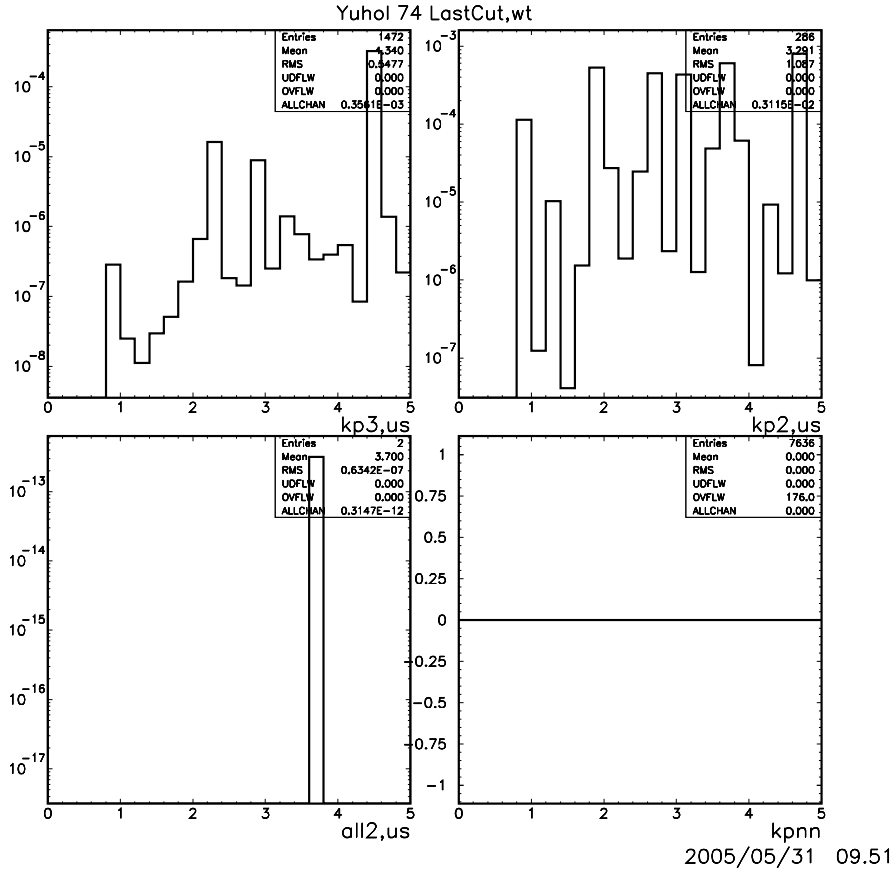 Yuhol 74 LastCut,wt
Entries 1472
Mean 4.340
RMS 0.5477
UDFLW 0.000
OVFLW 0.000
ALLCHAN 0.3561E-03
10-4
10-5
10-6
10-7
10-8
0 1 2 3 4 5
kp3,us
Entries 286
Mean 3.291
RMS 1.087
UDFLW 0.000
OVFLW 0.000
ALLCHAN 0.3115E-02
10-3
10-4
10-5
10-6
10-7
0 1 2 3 4 5
kp2,us
Entries 2
Mean 3.700
RMS 0.6342E-07
UDFLW 0.000
OVFLW 0.000
ALLCHAN 0.3147E-12
10-13
10-14
10-15
10-16
10-17
0 1 2 3 4 5
all2,us
Entries 7636
Mean 0.000
RMS 0.000
UDFLW 0.000
OVFLW 176.0
ALLCHAN 0.000
1
0.75
0.5
0.25
0
-0.25
-0.5
-0.75
-1
0 1 2 3 4 5
kpnn
2005/05/31 09.51